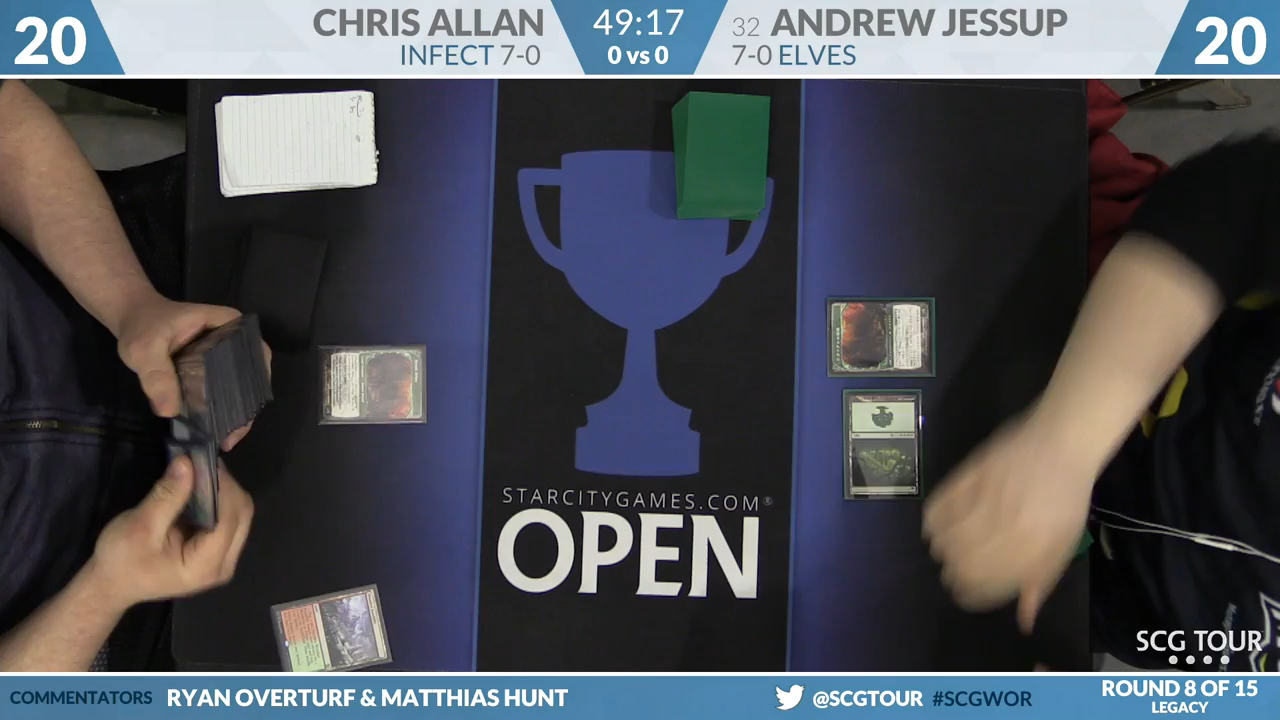 20
CHRIS ALLAN
INFECT 7-0
49:17
0 vs 0
32 ANDREW JESSUP
7-0 ELVES
20
STARCITYGAMES.COM®
OPEN
SCG TOUR
COMMENTATORS RYAN OVERTURF & MATTHIAS HUNT
@SCGTOUR #SCGWOR
ROUND 8 OF 15
LEGACY